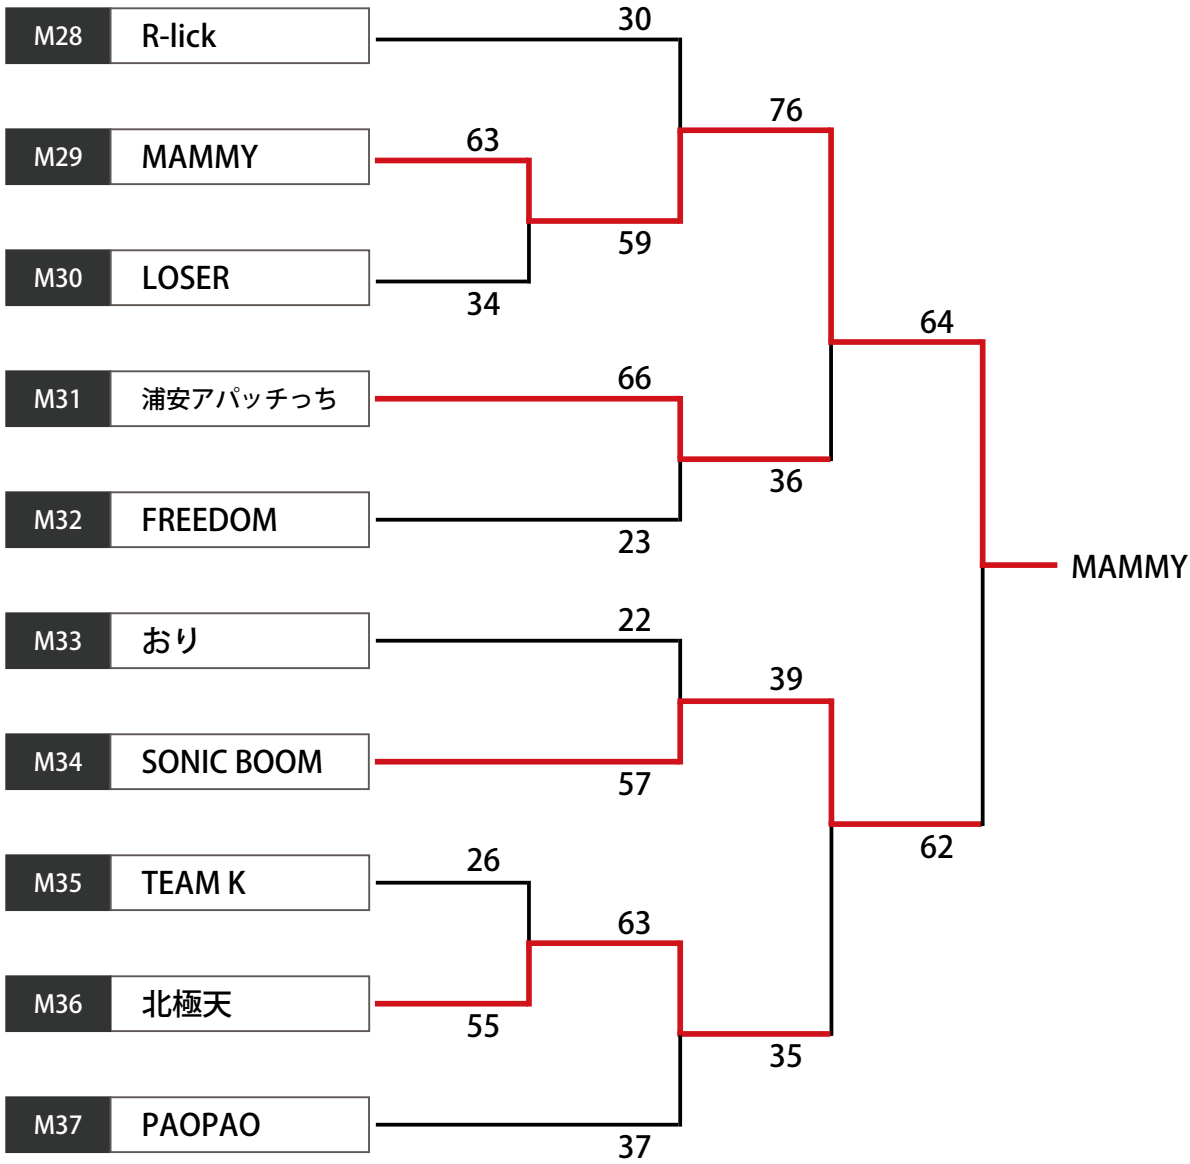 30
M28 R-lick
76
63
M29 MAMMY
59
M30 LOSER
34
64
66
M31 浦安アパッチっち
36
M32 FREEDOM
23
MAMMY
22
M33 おり
39
M34 SONIC BOOM
57
62
26
M35 TEAM K
63
M36 北極天
55
35
M37 PAOPAO
37